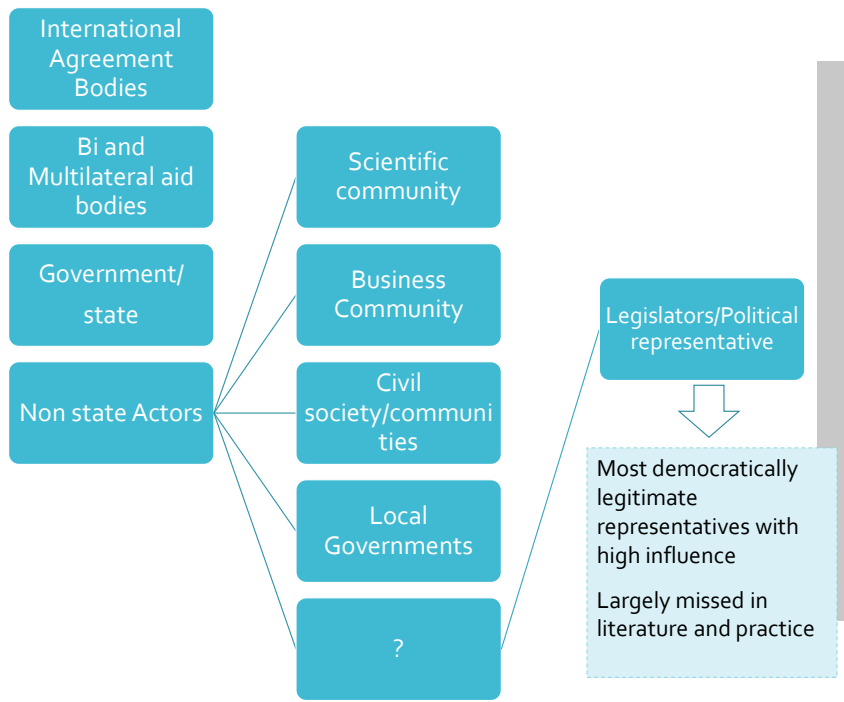 International
Agreement
Bodies
Bi and
Multilateral aid
bodies
Government/
state
Non state Actors
Scientific
community
Business
Community
Civil
society/communi
ties
Local
Governments
?
Legislators/Political
representative
Most democratically
legitimate
representatives with
high influence
Largely missed in
literature and practice